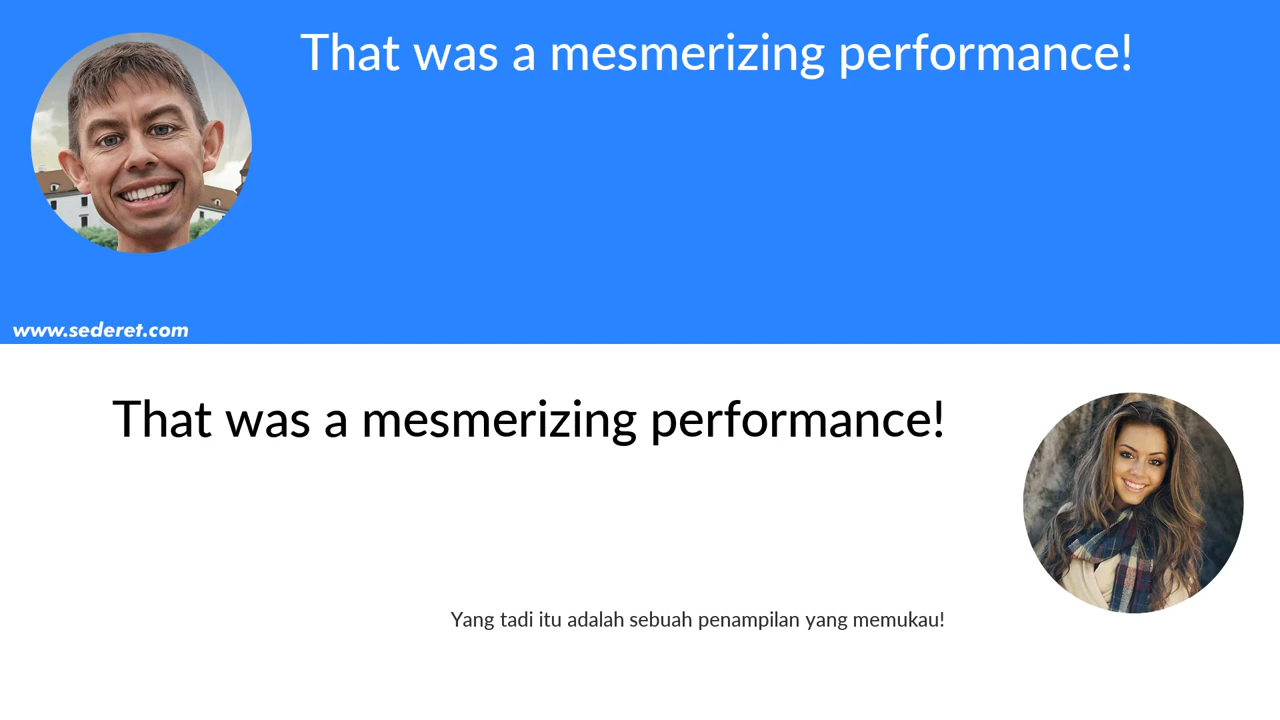 That was a mesmerizing performance!
www.sederet.com
That was a mesmerizing performance!
Yang tadi itu adalah sebuah penampilan yang memukau!